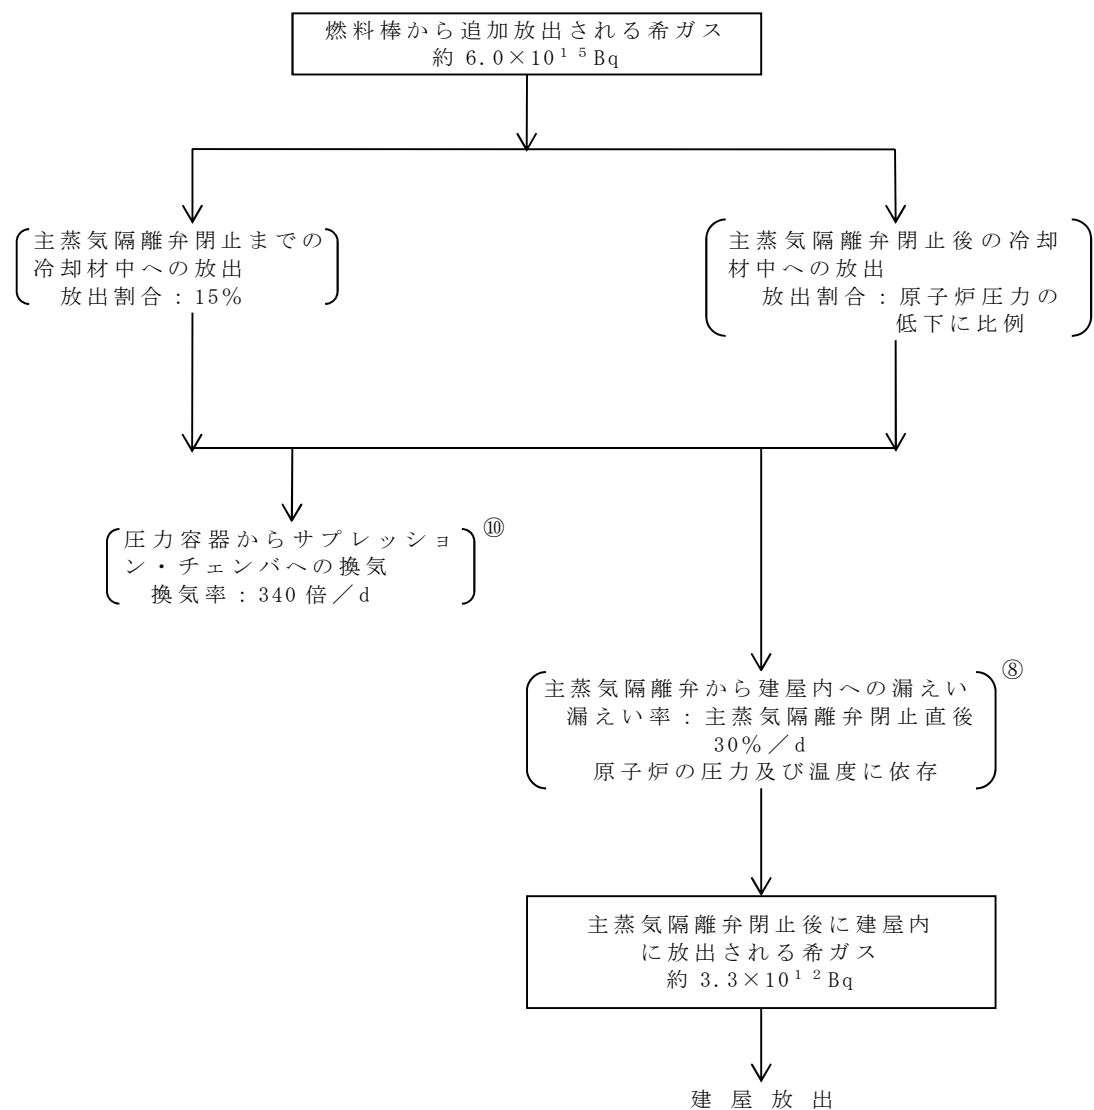 燃料棒から追加放出される希ガス
約 6.0×10¹⁵Bq
主蒸気隔離弁閉止までの
冷却材中への放出
放出割合：15％
主蒸気隔離弁閉止後の冷却
材中への放出
放出割合：原子炉圧力の
低下に比例
圧力容器からサプレッショ
ン・チェンバへの換気
換気率：340 倍／d
⑩
主蒸気隔離弁から建屋内への漏えい
漏えい率：主蒸気隔離弁閉止直後
30％／d
原子炉の圧力及び温度に依存
⑧
主蒸気隔離弁閉止後に建屋内
に放出される希ガス
約 3.3×10¹²Bq
建屋放出